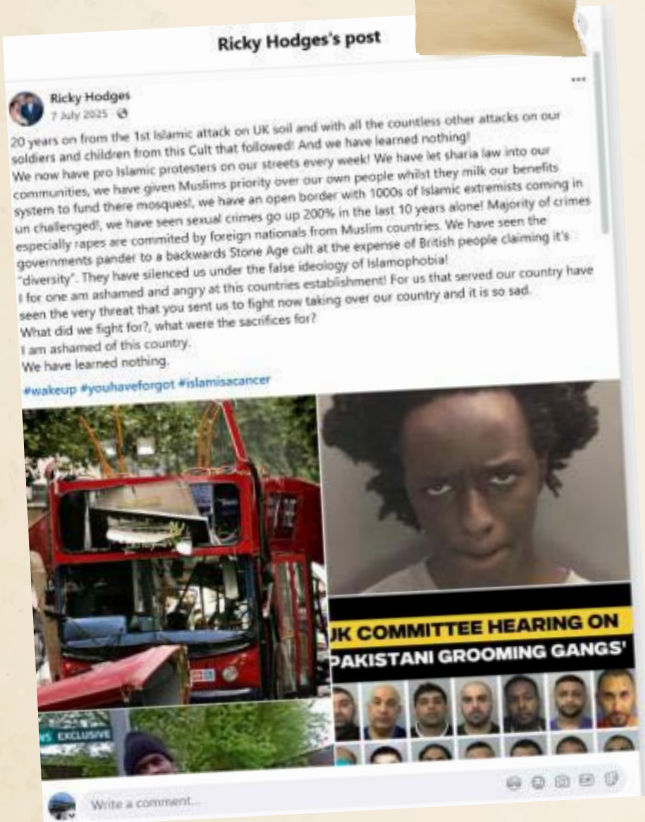 Ricky Hodges's post
Ricky Hodges
7 July 2025
20 years on from the 1st Islamic attack on UK soil and with all the countless other attacks on our
soldiers and children from this Cult that followed! And we have learned nothing!
We now have pro Islamic protesters on our streets every week! We have let sharia law into our
communities, we have given Muslims priority over our own people whilst they milk our benefits
system to fund there mosques!, we have an open border with 1000s of Islamic extremists coming in
un challenged!, we have seen sexual crimes go up 200% in the last 10 years alone! Majority of crimes
especially rapes are commited by foreign nationals from Muslim countries. We have seen the
governments pander to a backwards Stone Age cult at the expense of British people claiming it's
"diversity". They have silenced us under the false ideology of Islamophobia!
I for one am ashamed and angry at this countries establishment! For us that served our country have
seen the very threat that you sent us to fight now taking over our country and it is so sad.
What did we fight for?, what were the sacrifices for?
I am ashamed of this country.
We have learned nothing.
#wakeup #youhaveforgot #islamisacancer
UK COMMITTEE HEARING ON
PAKISTANI GROOMING GANGS'
EXCLUSIVE
Write a comment...